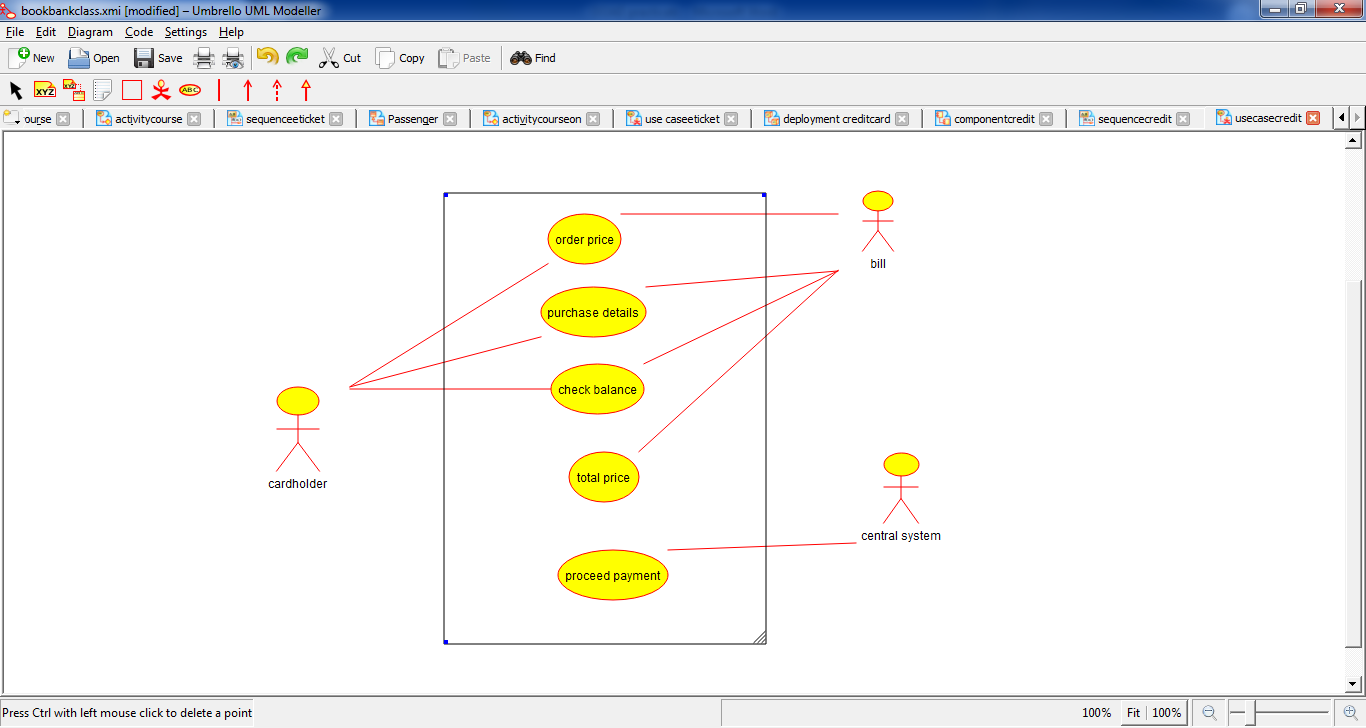 bookbankclass.xmi [modified] – Umbrello UML Modeller
File Edit Diagram Code Settings Help
New Open Save Cut Copy Paste Find
XYZ XYZ ABC
ourse activitycourse sequenceeticket Passenger activitycourseon use caseeticket deployment creditcard componentcredit sequencecredit usecasecredit
order price
bill
purchase details
check balance
total price
cardholder
central system
proceed payment
Press Ctrl with left mouse click to delete a point
100% Fit 100%